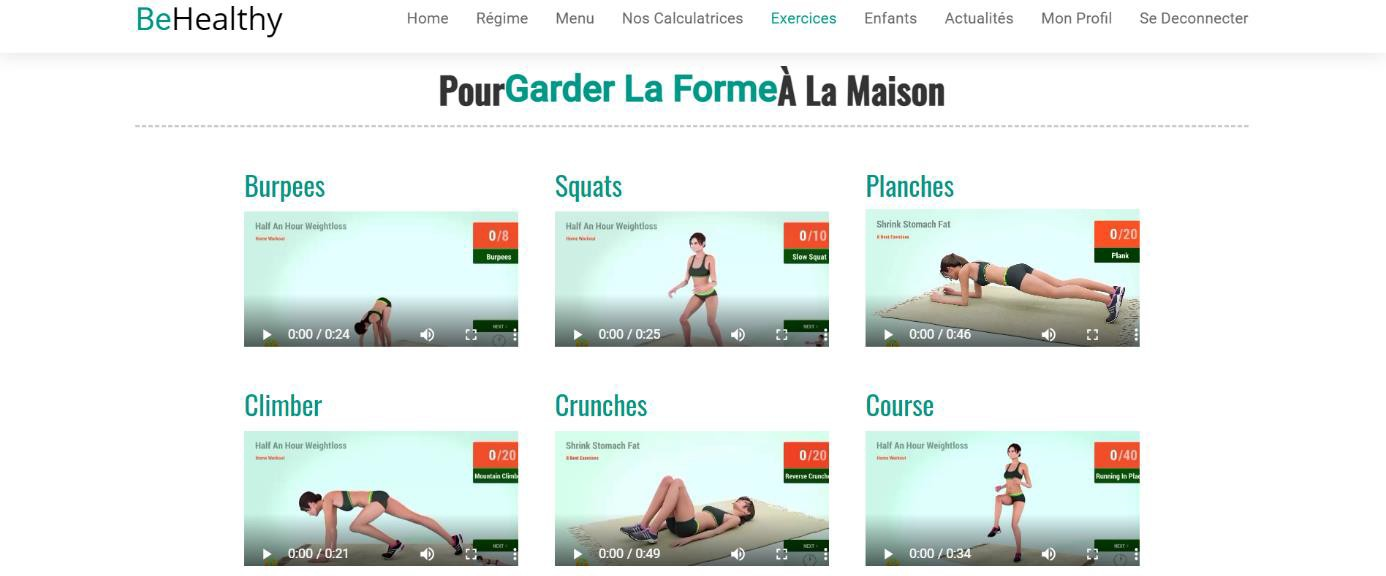 BeHealthy Home Régime Menu Nos Calculatrices Exercices Enfants Actualités Mon Profil Se Deconnecter
PourGarder La FormeÀ La Maison
Burpees Squats Planches
Half An Hour Weightloss
Home Workout
0/8
Burpees
NEXT
0:00 / 0:24
Half An Hour Weightloss
Home Workout
0/10
Slow Squat
NEXT
0:00 / 0:25
Shrink Stomach Fat
8 Best Exercises
0/20
Plank
NEXT
0:00 / 0:46
Climber Crunches Course
Half An Hour Weightloss
Home Workout
0/20
Mountain Climb
NEXT
0:00 / 0:21
Shrink Stomach Fat
8 Best Exercises
0/20
Reverse Crunch
NEXT
0:00 / 0:49
Half An Hour Weightloss
Home Workout
0/40
Running In Plac
NEXT
0:00 / 0:34